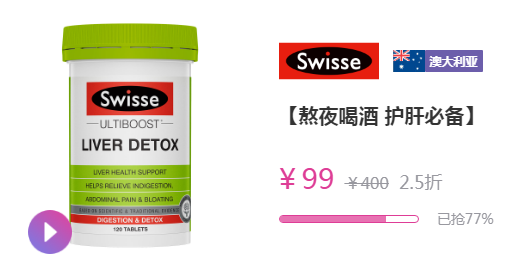 Swisse
ULTIBOOST
LIVER DETOX
LIVER HEALTH SUPPORT
HELPS RELIEVE INDIGESTION,
ABDOMINAL PAIN & BLOATING
DIGESTION & DETOX
120 TABLETS
Swisse
澳大利亚
【熬夜喝酒 护肝必备】
¥99 ¥400 2.5折
已抢77%